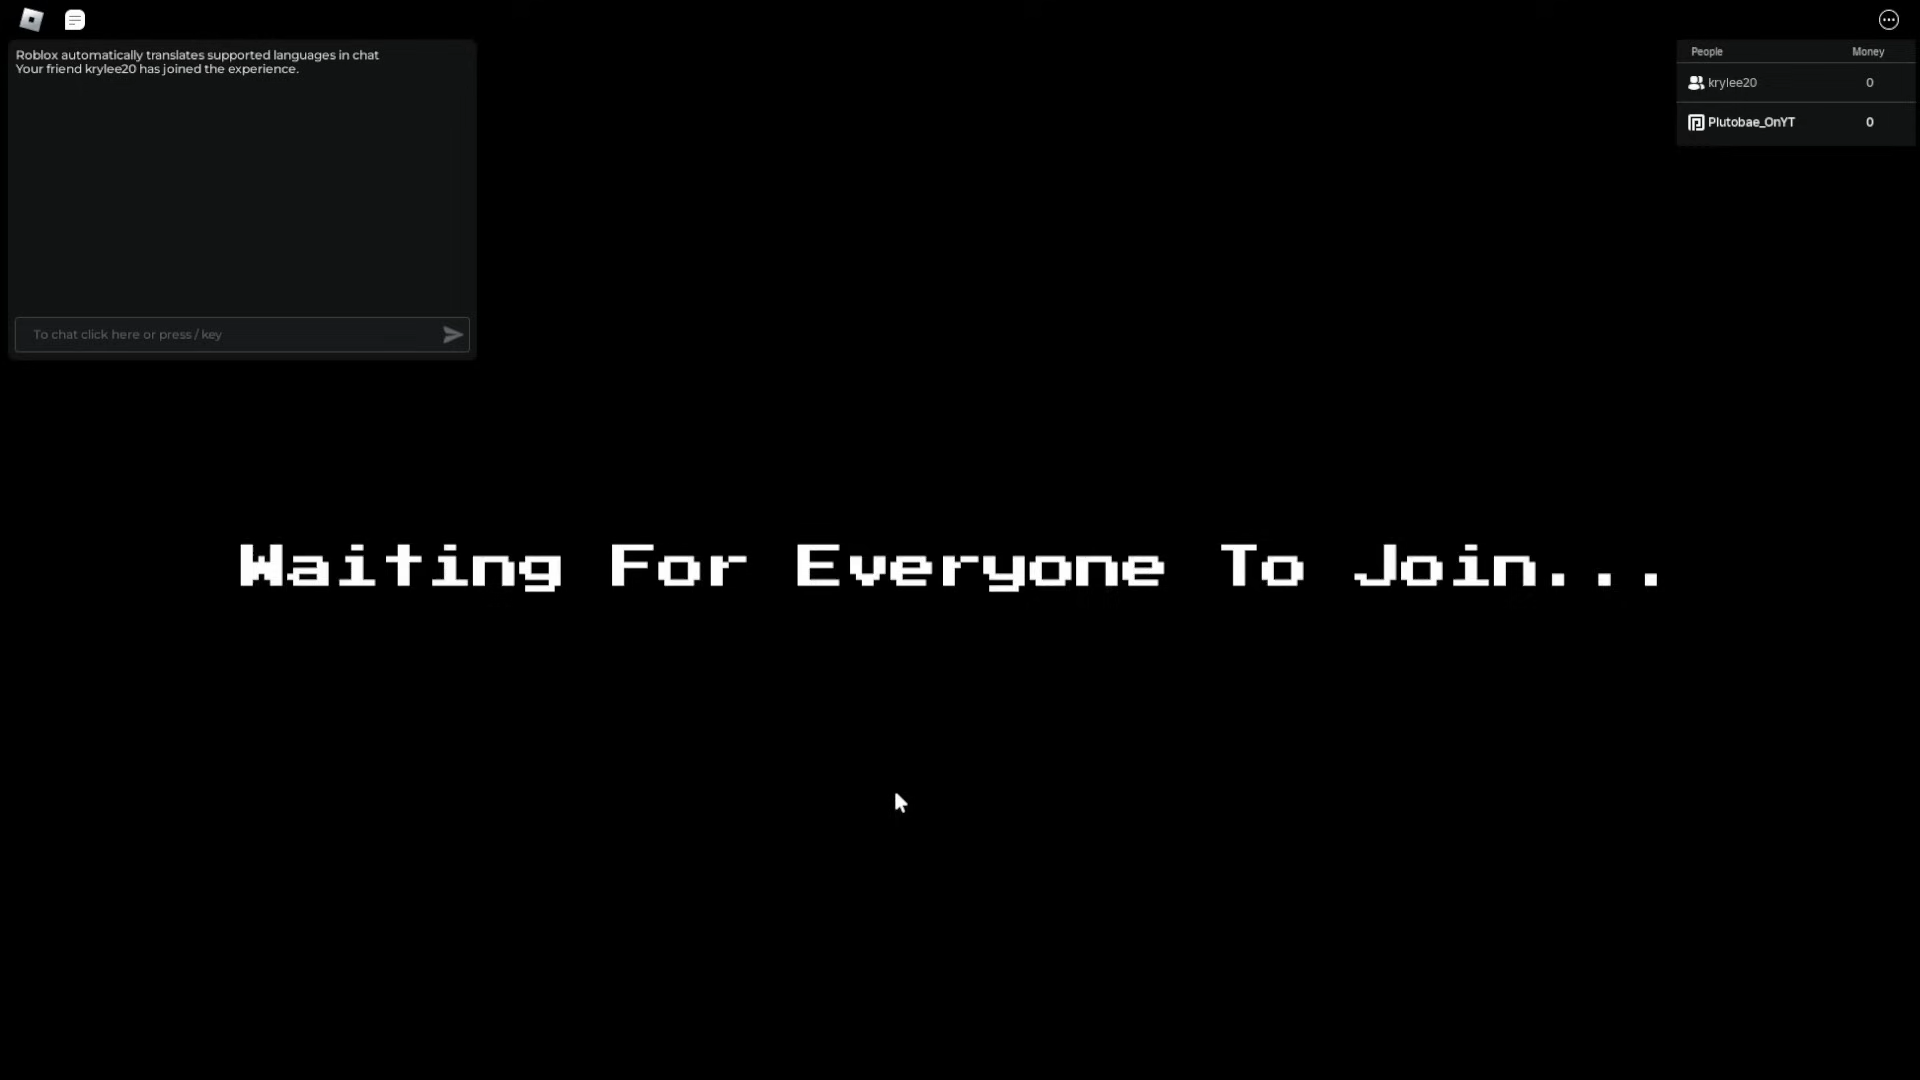 Roblox automatically translates supported languages in chat
Your friend krylee20 has joined the experience.
To chat click here or press / key
People Money
krylee20 0
Plutobae_OnYT 0
Waiting For Everyone To Join...